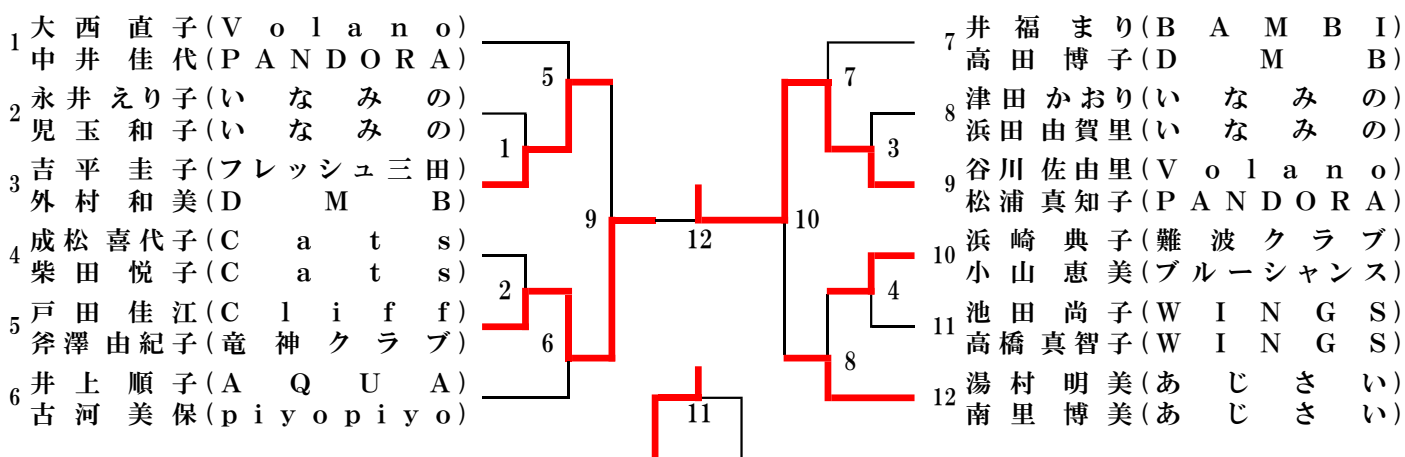 1 大西直子(Volano)
中井佳代(PANDORA)
2 永井えり子(いなみの)
児玉和子(いなみの)
3 吉平圭子(フレッシュ三田)
外村和美(DMB)
4 成松喜代子(Cats)
柴田悦子(Cats)
5 戸田佳江(Cliff)
斧澤由紀子(竜神クラブ)
6 井上順子(AQUA)
古河美保(piyopiyo)
5
1
9
2
6
12
11
7
3
10
4
8
7 井福まり(BAMBI)
高田博子(DMB)
8 津田かおり(いなみの)
浜田由賀里(いなみの)
9 谷川佐由里(Volano)
松浦真知子(PANDORA)
10 浜崎典子(難波クラブ)
小山恵美(ブルーシャンス)
11 池田尚子(WINGS)
高橋真智子(WINGS)
12 湯村明美(あじさい)
南里博美(あじさい)